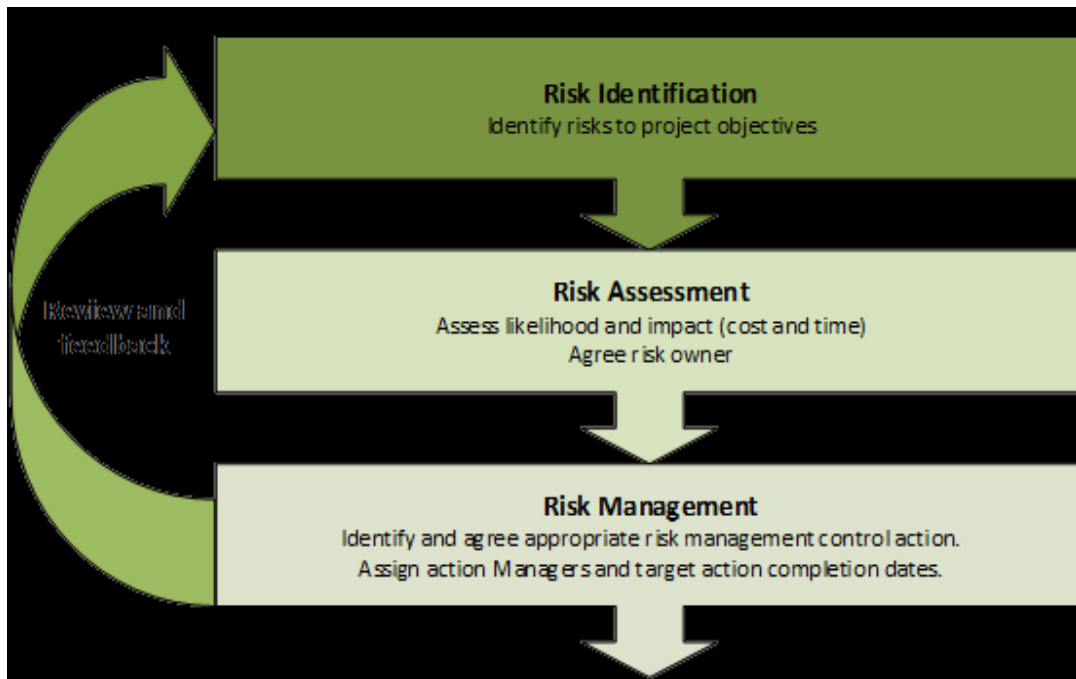 Risk Identification
Identify risks to project objectives
Risk Assessment
Assess likelihood and impact (cost and time)
Agree risk owner
Review and
feedback
Risk Management
Identify and agree appropriate risk management control action.
Assign action Managers and target action completion dates.